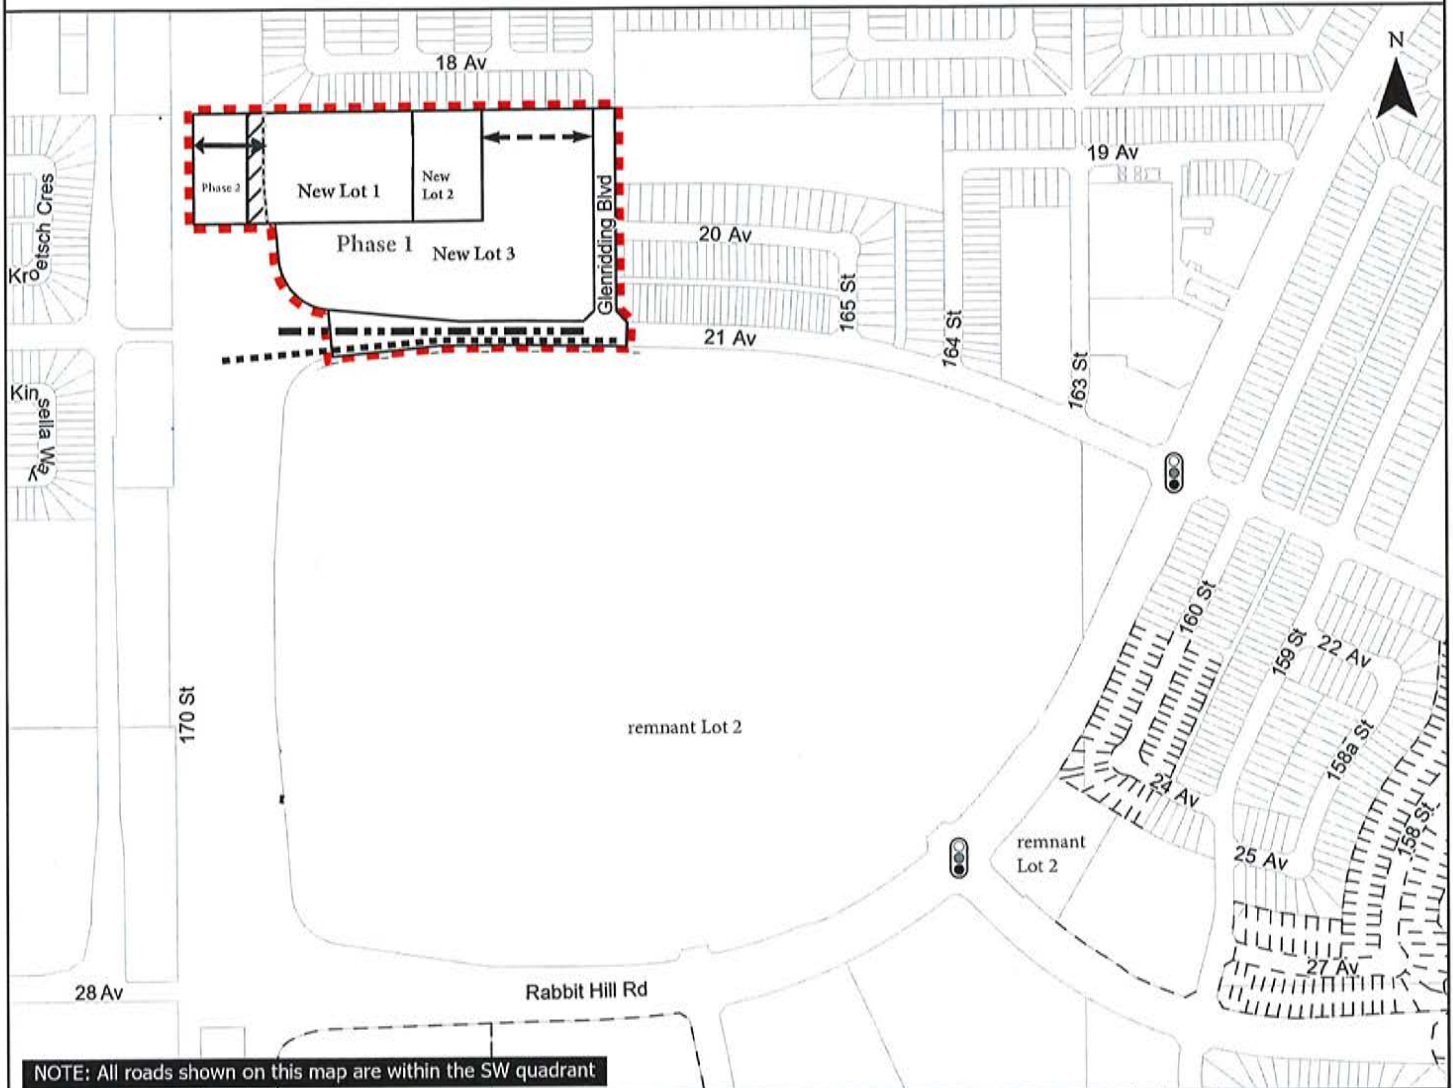 N
18 Av
19 Av
Kroetsch Cres
Phase 2
New Lot 1
New
Lot 2
Glenridding Blvd
20 Av
Phase 1
New Lot 3
165 St
164 St
21 Av
163 St
Kinsella Way
160 St
159 St
22 Av
170 St
remnant Lot 2
158a St
24 Av
158 St
remnant
Lot 2
25 Av
27 Av
28 Av
Rabbit Hill Rd
NOTE: All roads shown on this map are within the SW quadrant